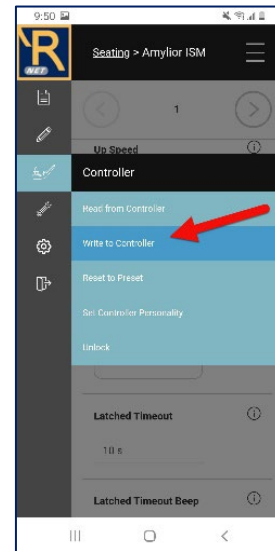 9:50
R
NET
Seating > Amylior ISM
1
Up Speed
Controller
Read from Controller
Write to Controller
Reset to Preset
Set Controller Personality
Unlock
Latched Timeout
10 s
Latched Timeout Beep